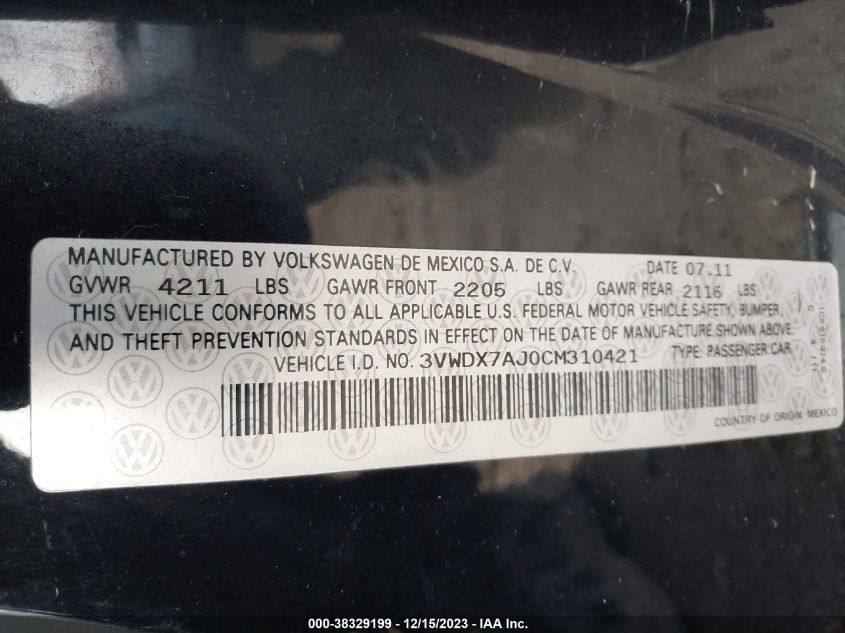 MANUFACTURED BY VOLKSWAGEN DE MEXICO S.A. DE C.V. DATE 07.11
GVWR 4211 LBS GAWR FRONT 2205 LBS GAWR REAR 2116 LBS
THIS VEHICLE CONFORMS TO ALL APPLICABLE U.S. FEDERAL MOTOR VEHICLE SAFETY, BUMPER,
AND THEFT PREVENTION STANDARDS IN EFFECT ON THE DATE OF MANUFACTURE SHOWN ABOVE.
VEHICLE I.D. NO. 3VWDX7AJ0CM310421 TYPE: PASSENGER CAR
COUNTRY OF ORIGIN: MEXICO
000-38329199 - 12/15/2023 - IAA Inc.